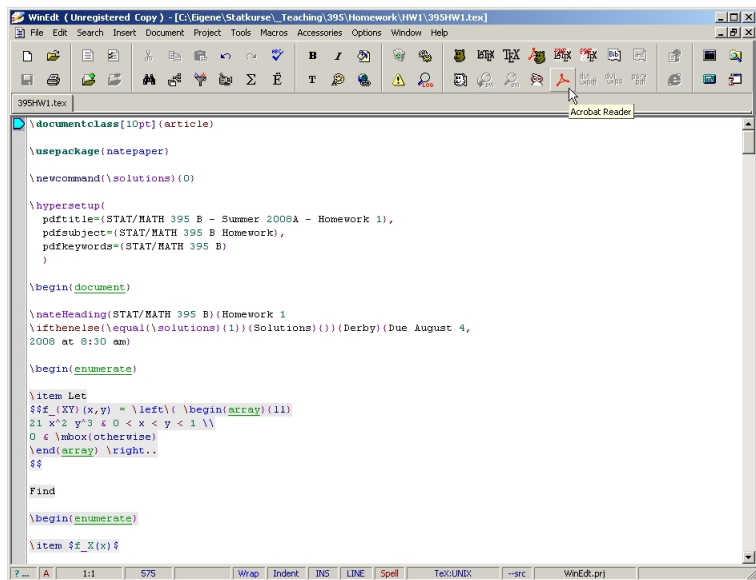 WinEdt ( Unregistered Copy ) - [C:\Eigene\Statkurse\_Teaching\395\Homework\HW1\395HW1.tex]
File Edit Search Insert Document Project Tools Macros Accessories Options Window Help
395HW1.tex
Acrobat Reader
\documentclass[10pt]{article}
\usepackage{natepaper}
\newcommand{\solutions}{0}
\hypersetup{
pdftitle={STAT/MATH 395 B - Summer 2008A - Homework 1},
pdfsubject={STAT/MATH 395 B Homework},
pdfkeywords={STAT/MATH 395 B}
}
\begin{document}
\nateHeading{STAT/MATH 395 B}{Homework 1
\ifthenelse{\equal{\solutions}{1}}{Solutions}{}}{Derby}{Due August 4,
2008 at 8:30 am}
\begin{enumerate}
\item Let
$$f_{XY}(x,y) = \left\{ \begin{array}{ll}
21 x^2 y^3 & 0 < x < y < 1 \\
0 & \mbox{otherwise}
\end{array} \right..
$$
Find
\begin{enumerate}
\item $f_X(x)$
? ... A 1:1 575 Wrap Indent INS LINE Spell TeX:UNIX --src WinEdt.prj